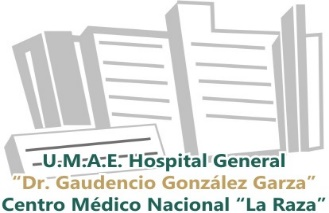 U.M.A.E. Hospital General
“Dr. Gaudencio González Garza”
Centro Médico Nacional “La Raza”